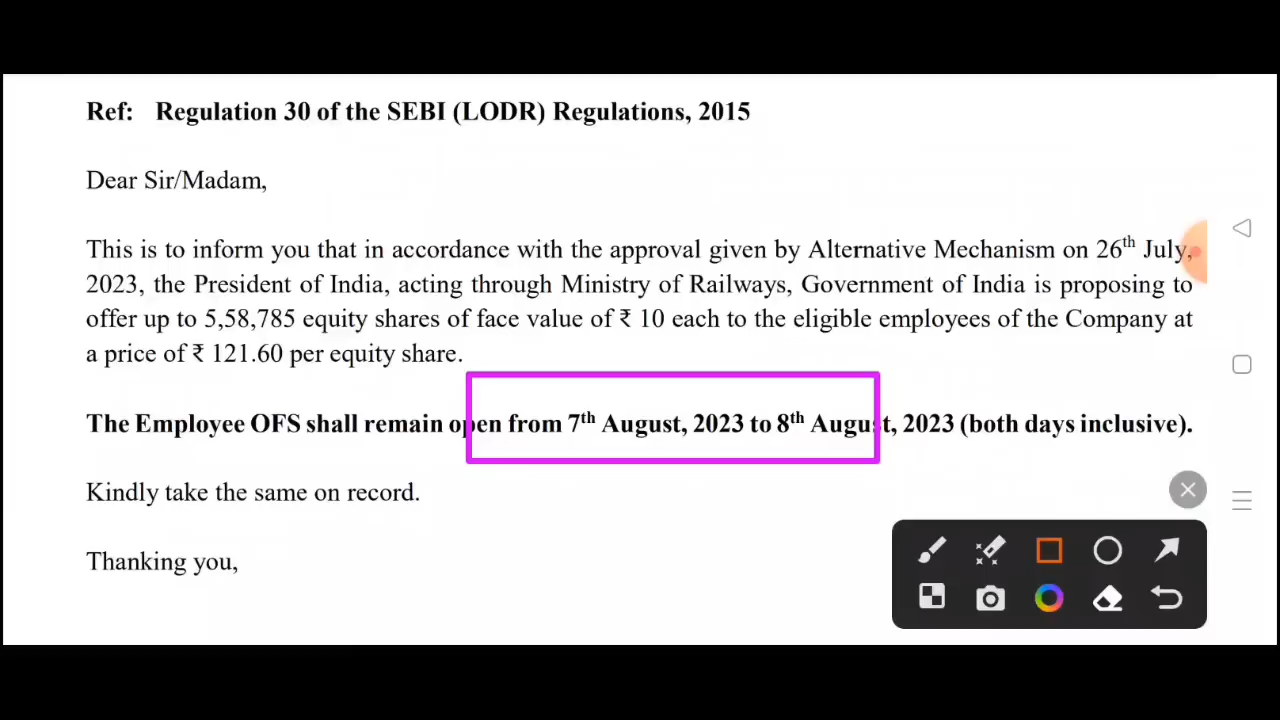 Ref: Regulation 30 of the SEBI (LODR) Regulations, 2015
Dear Sir/Madam,
This is to inform you that in accordance with the approval given by Alternative Mechanism on 26th July,
2023, the President of India, acting through Ministry of Railways, Government of India is proposing to
offer up to 5,58,785 equity shares of face value of ₹ 10 each to the eligible employees of the Company at
a price of ₹ 121.60 per equity share.
The Employee OFS shall remain open from 7th August, 2023 to 8th August, 2023 (both days inclusive).
Kindly take the same on record.
Thanking you,